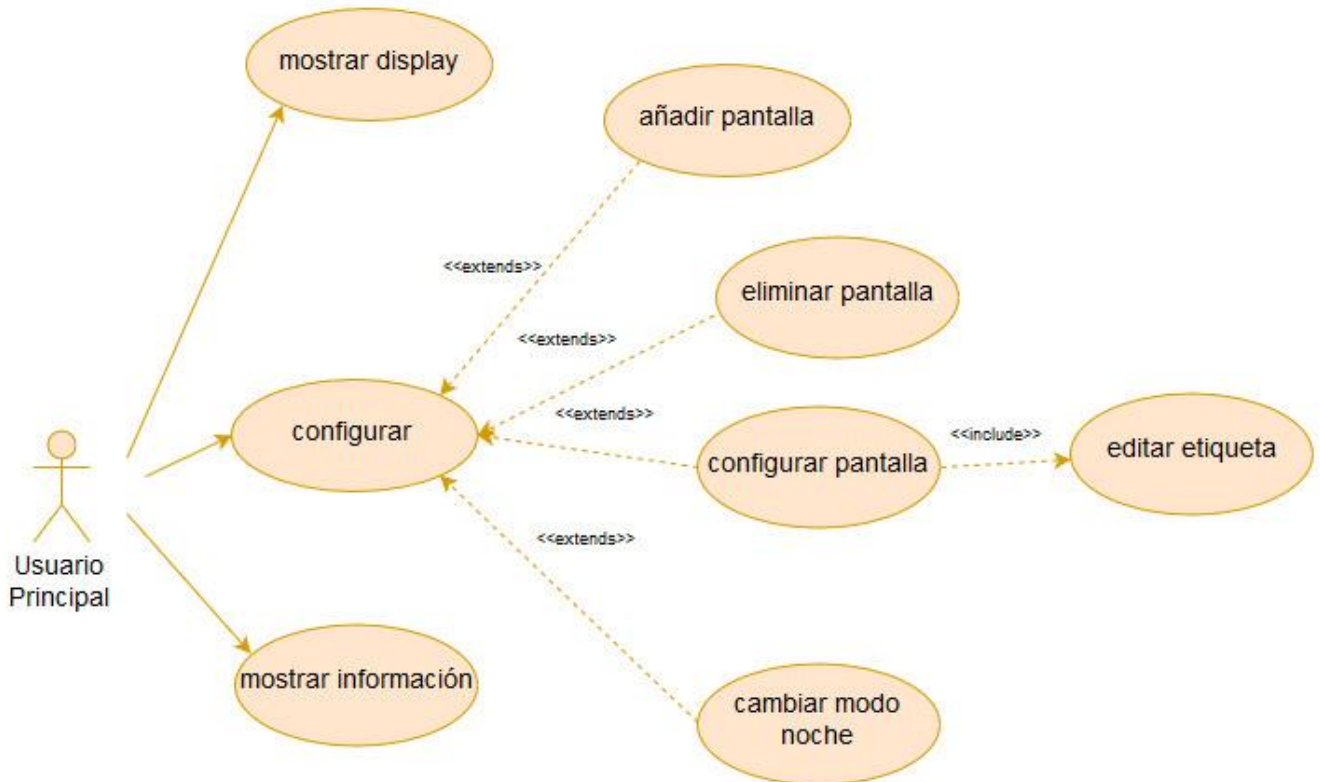 mostrar display
añadir pantalla
<<extends>>
eliminar pantalla
<<extends>>
<<extends>>
configurar
configurar pantalla
<<include>>
editar etiqueta
<<extends>>
Usuario
Principal
mostrar información
cambiar modo
noche